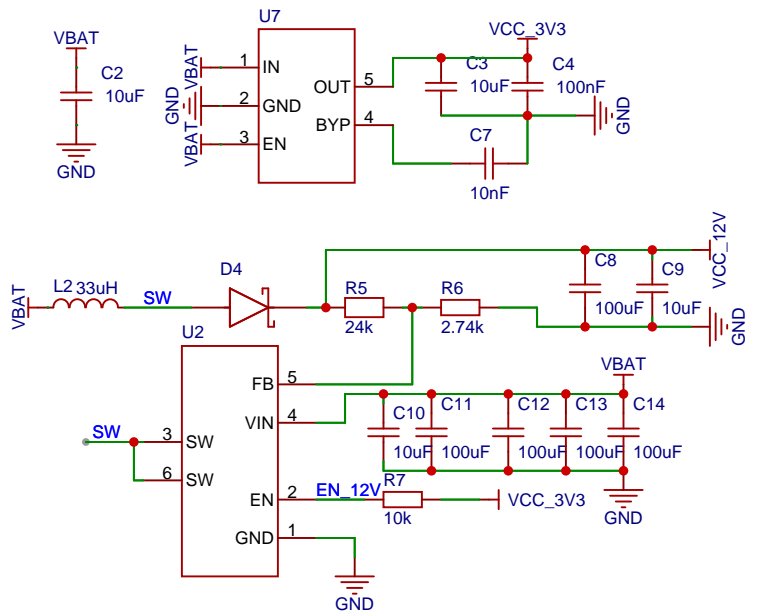 U7
VBAT
C2
10uF
GND
VBAT 1 IN
GND 2 GND
VBAT 3 EN
OUT 5
BYP 4
VCC_3V3
C3
10uF
C4
100nF
GND
C7
10nF
VBAT
L2 33uH
SW
D4
R5
24k
R6
2.74k
C8
100uF
C9
10uF
VCC_12V
GND
U2
FB 5
VIN 4
SW 3 SW
6 SW
EN 2 EN_12V
GND 1
GND
R7
10k
VCC_3V3
VBAT
C10
10uF
C11
100uF
C12
100uF
C13
100uF
C14
100uF
GND